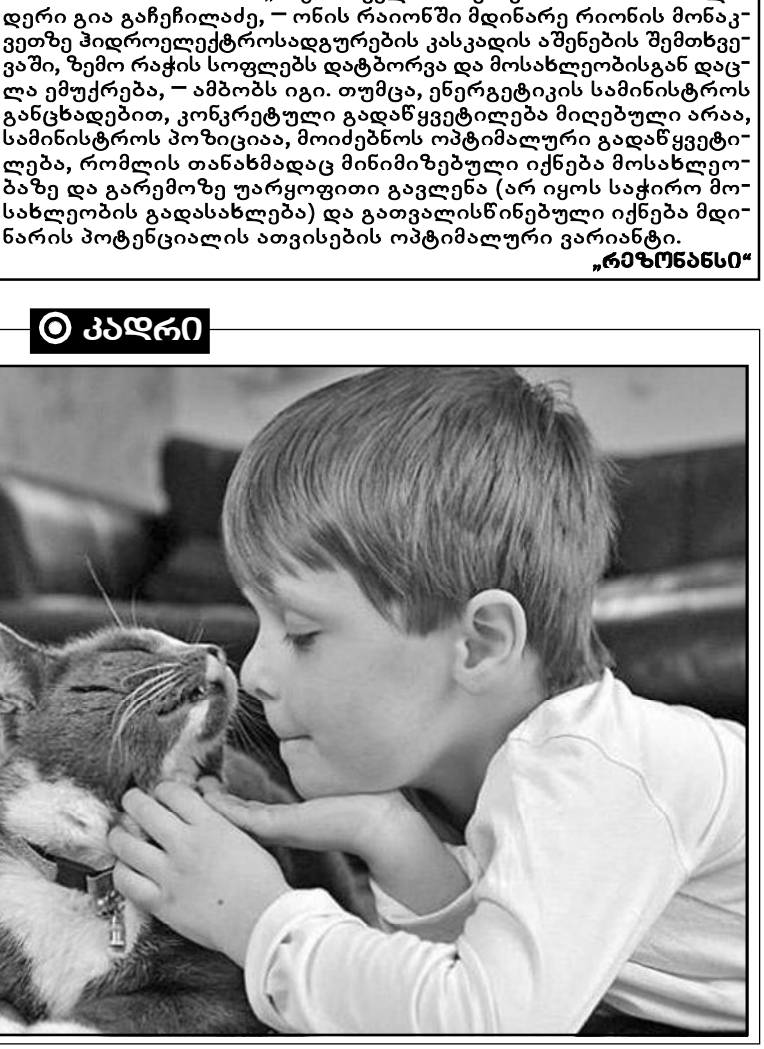 დერი გია გაჩეჩილაძე, – ონის რაიონში მდინარე რიონის მონაკ-
ვეთზე ჰიდროელექტროსადგურების კასკადის აშენების შემთხვე-
ვაში, ზემო რაჭის სოფლებს დატბორვა და მოსახლეობისგან დაც-
ლა ემუქრება, – ამბობს იგი. თუმცა, ენერგეტიკის სამინისტროს
განცხადებით, კონკრეტული გადაწყვეტილება მიღებული არაა,
სამინისტროს პოზიციაა, მოიძებნოს ოპტიმალური გადაწყვეტი-
ლება, რომლის თანახმადაც მინიმიზებული იქნება მოსახლეო-
ბაზე და გარემოზე უარყოფითი გავლენა (არ იყოს საჭირო მო-
სახლეობის გადასახლება) და გათვალისწინებული იქნება მდი-
ნარის პოტენციალის ათვისების ოპტიმალური ვარიანტი.
„რეზონანსი“
კადრი